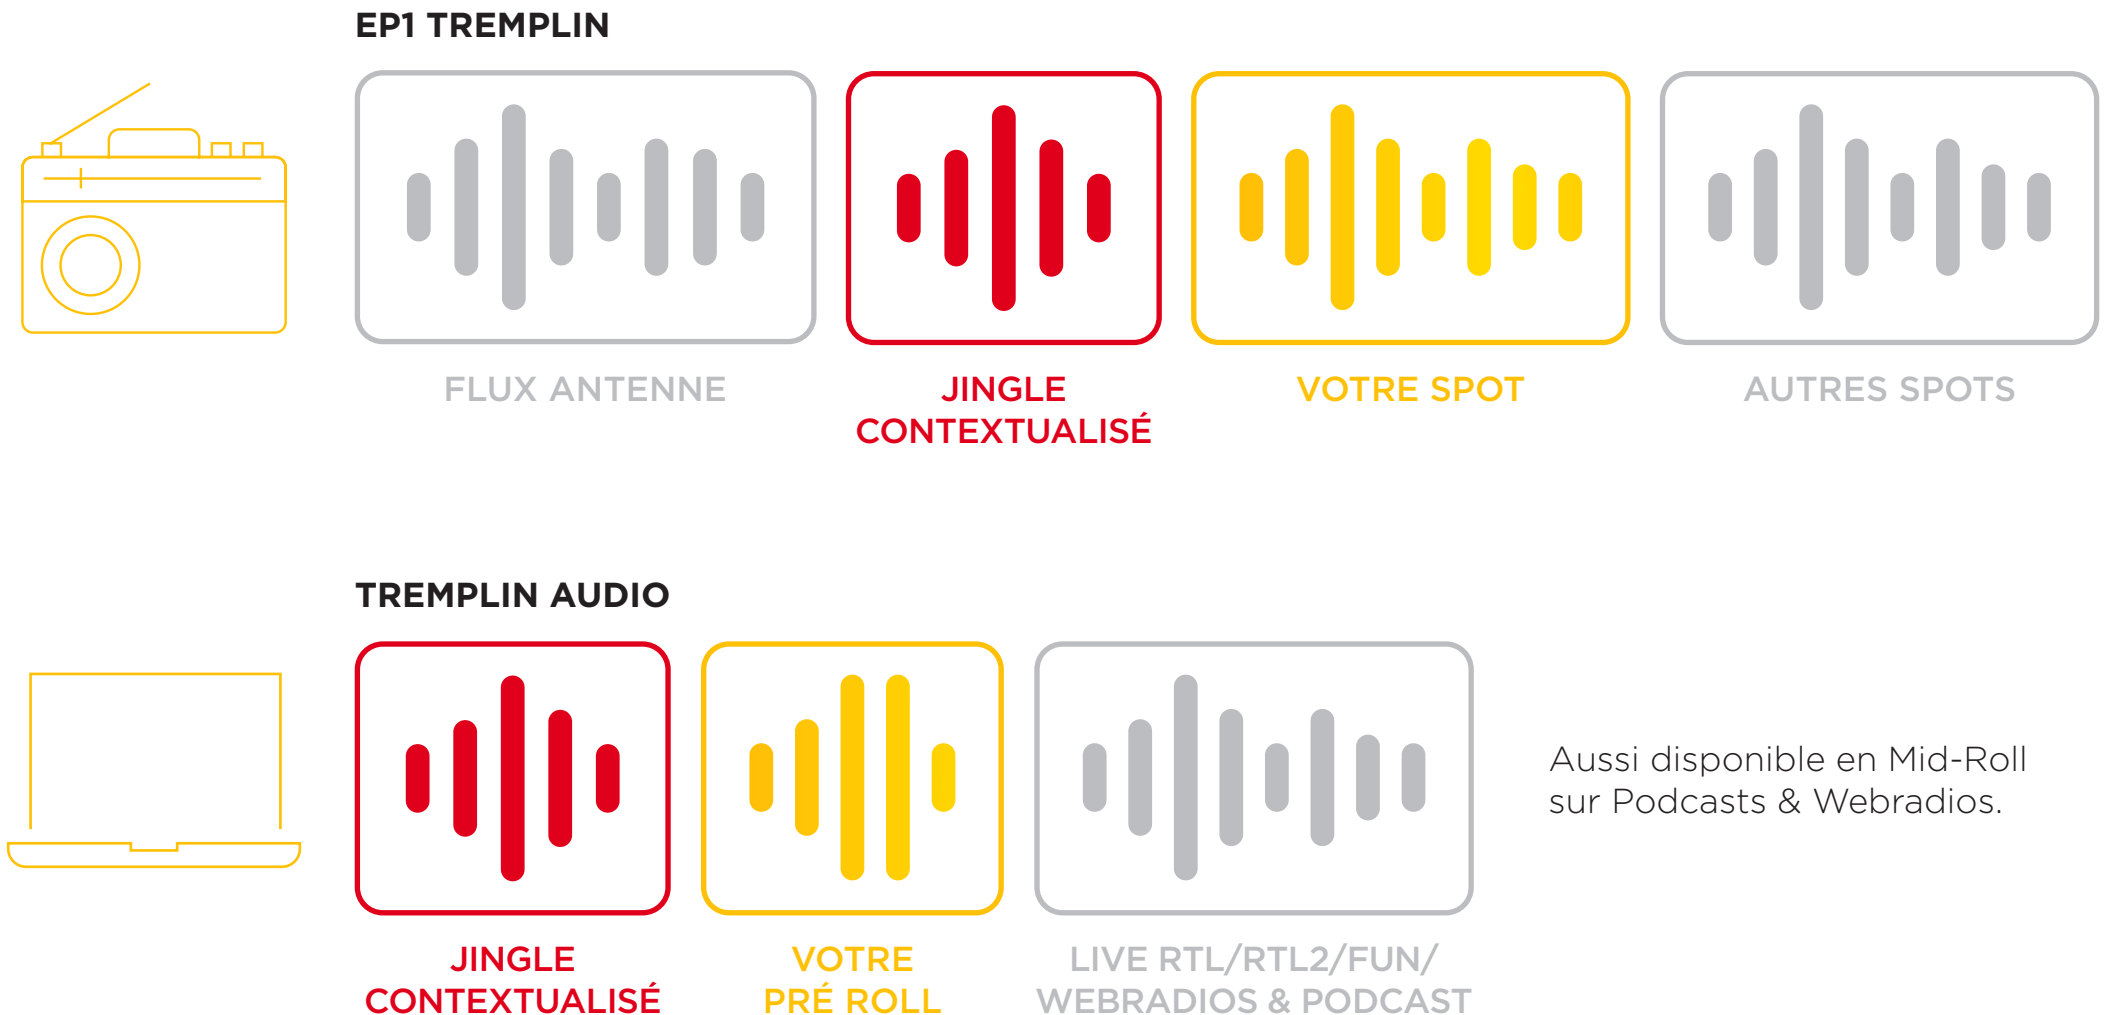 EP1 TREMPLIN
FLUX ANTENNE
JINGLE
CONTEXTUALISÉ
VOTRE SPOT
AUTRES SPOTS
TREMPLIN AUDIO
JINGLE
CONTEXTUALISÉ
VOTRE
PRÉ ROLL
LIVE RTL/RTL2/FUN/
WEBRADIOS & PODCAST
Aussi disponible en Mid-Roll
sur Podcasts & Webradios.